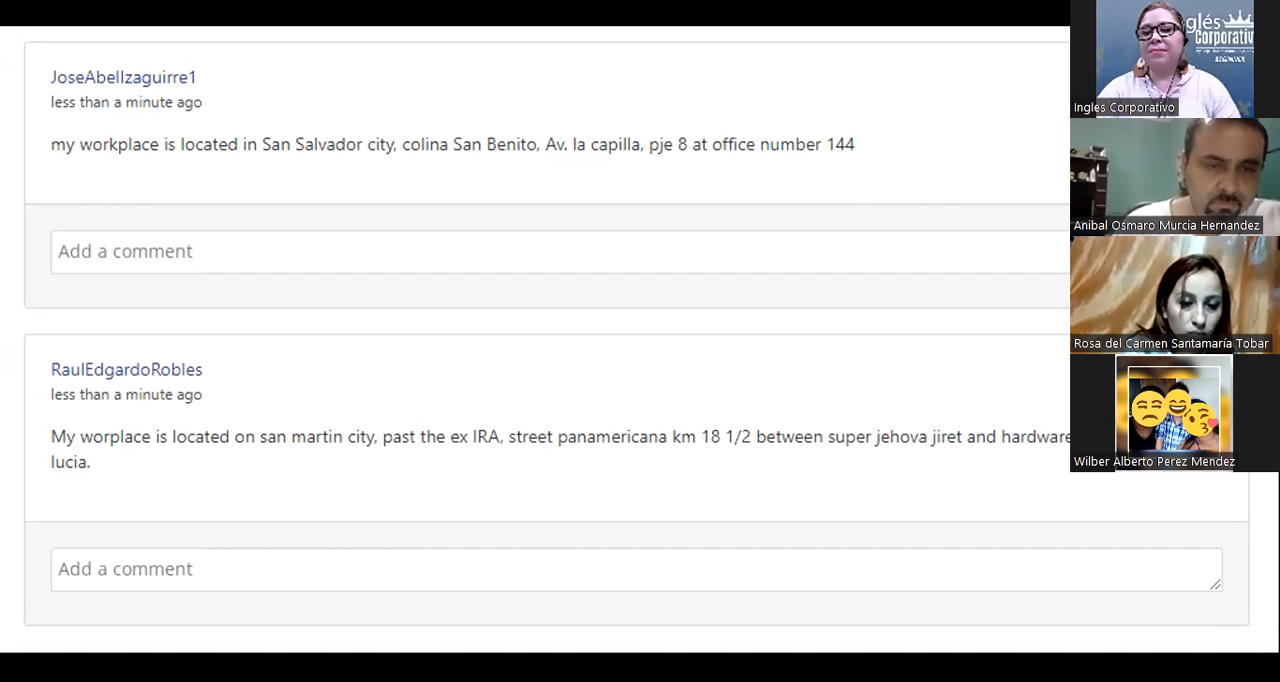 JoseAbelIzaguirre1
less than a minute ago
my workplace is located in San Salvador city, colina San Benito, Av. la capilla, pje 8 at office number 144
Add a comment
RaulEdgardoRobles
less than a minute ago
My worplace is located on san martin city, past the ex IRA, street panamericana km 18 1/2 between super jehova jiret and hardware
lucia.
Add a comment
glés
Corporativ
BEGINNER
Ingles Corporativo
Anibal Osmaro Murcia Hernandez
Rosa del Carmen Santamaría Tobar
Wilber Alberto Perez Mendez